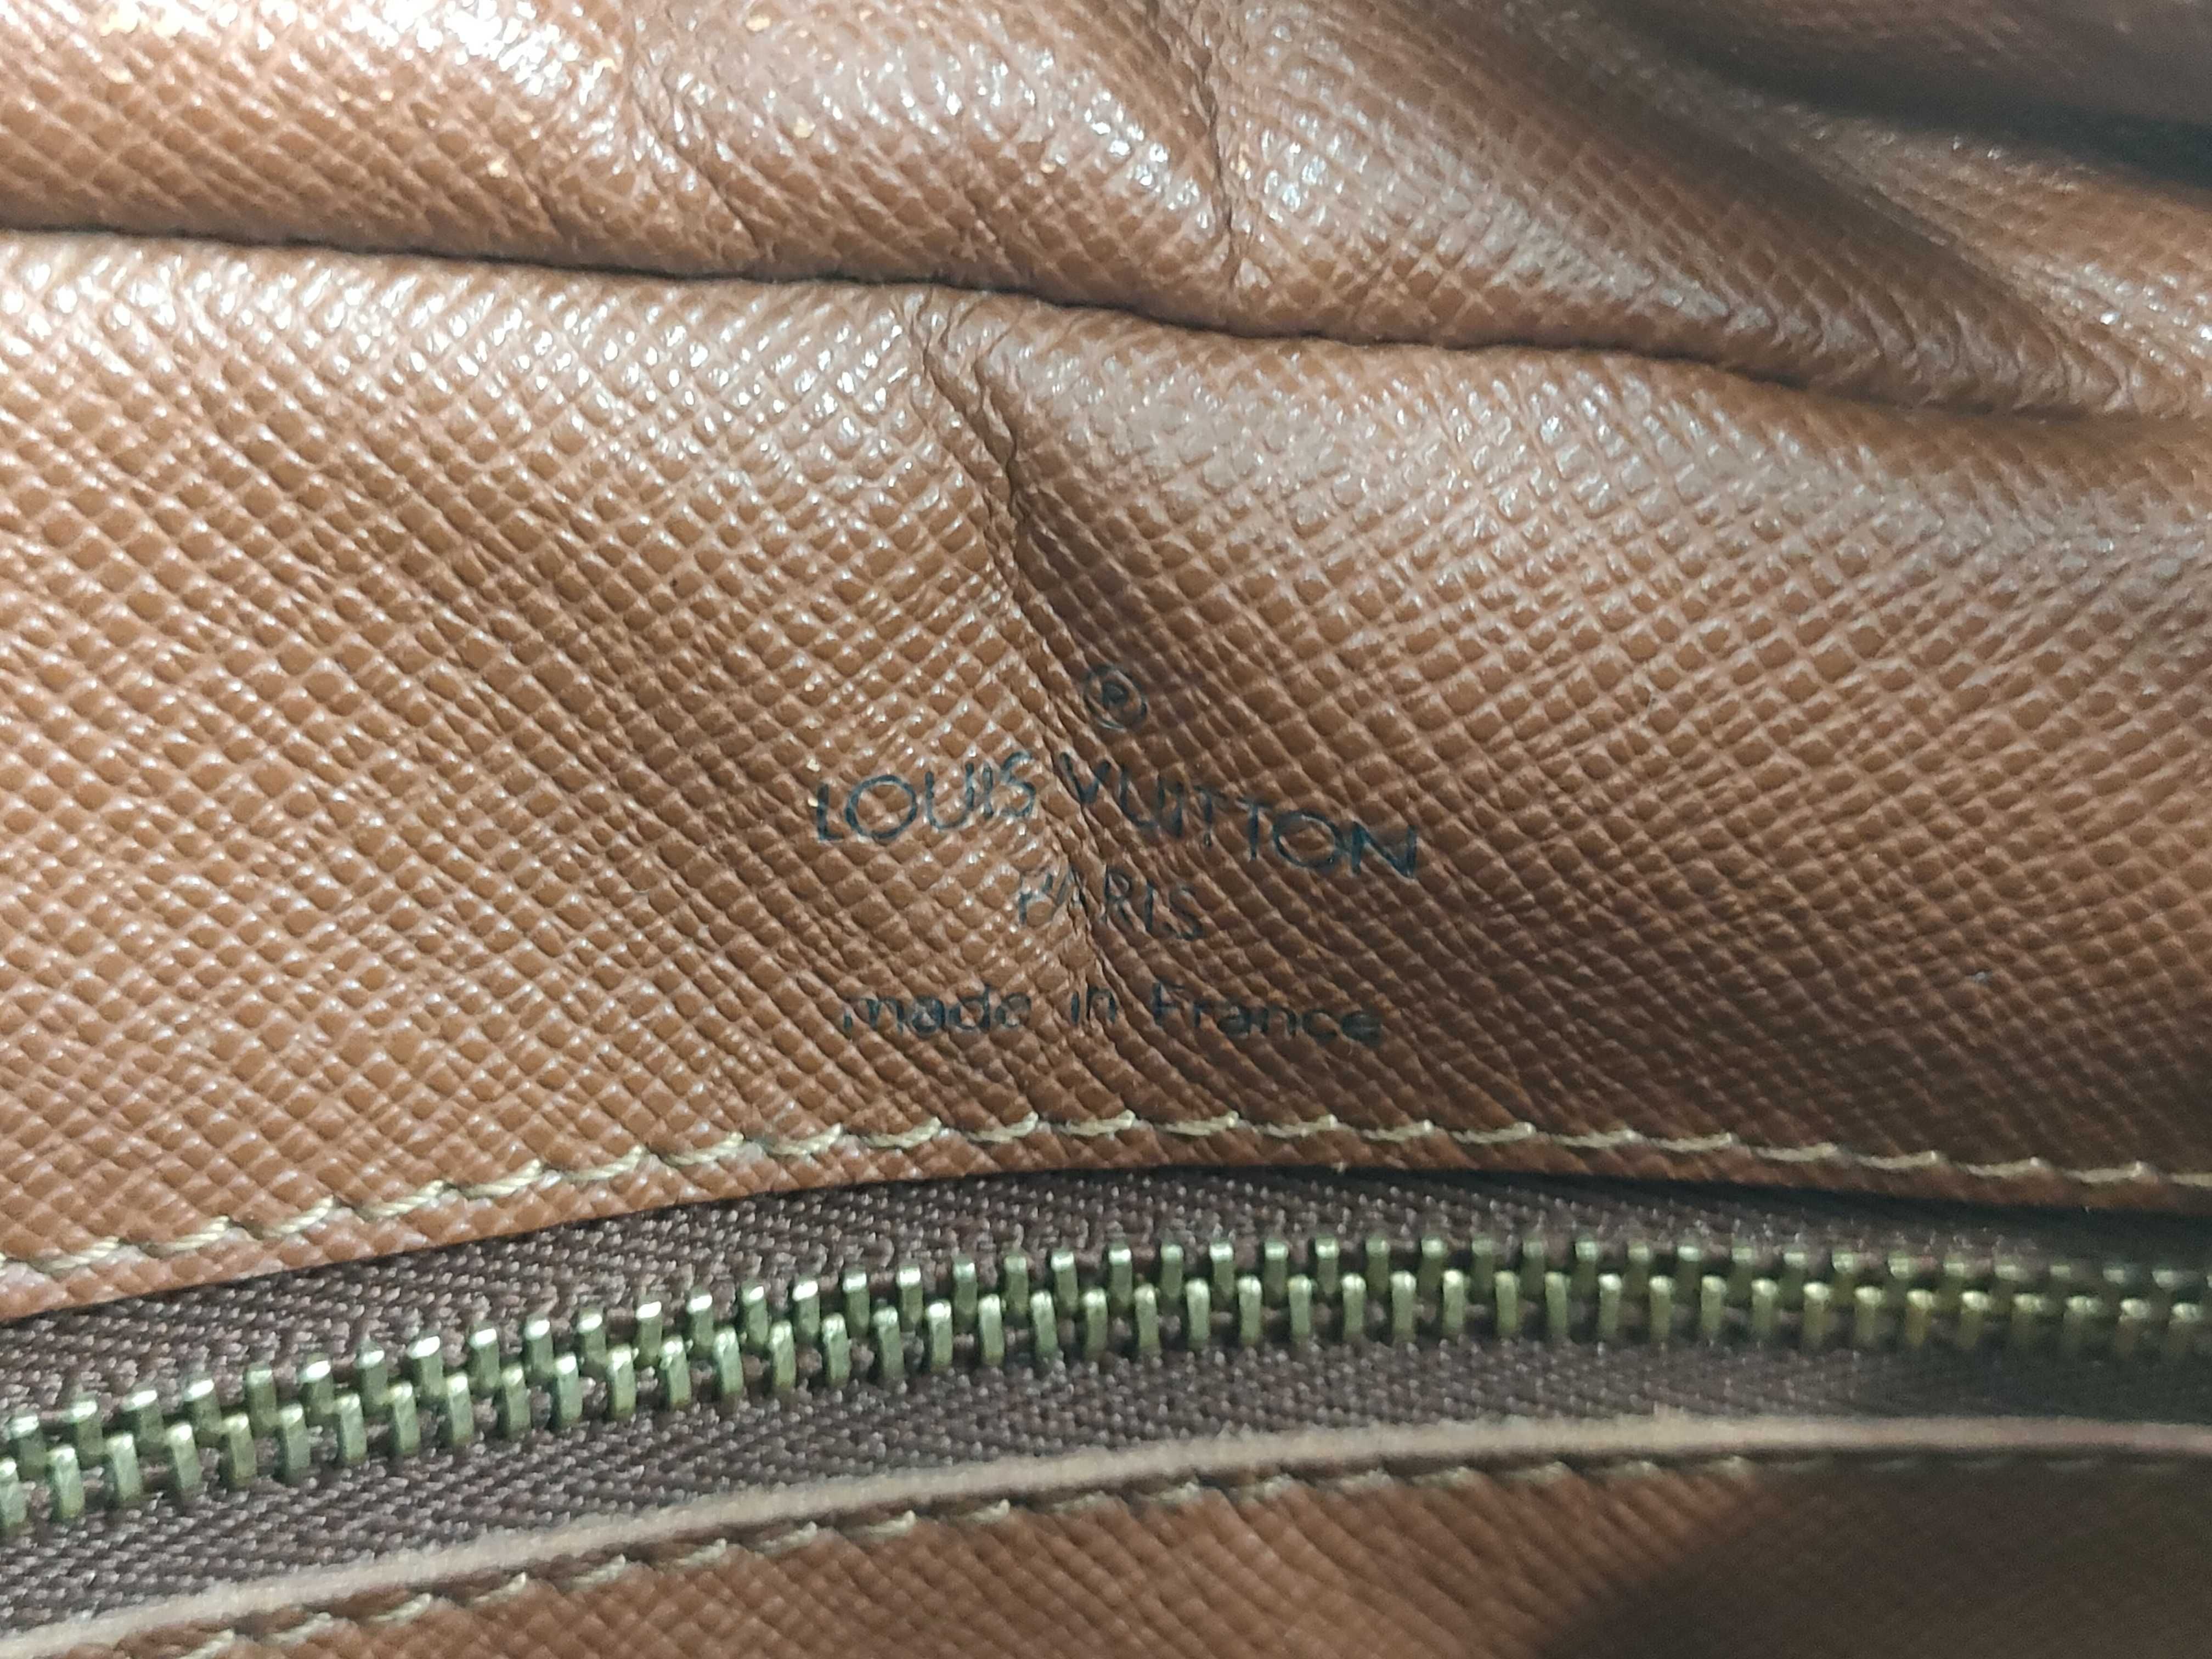 ®
LOUIS VUITTON
PARIS
made in France